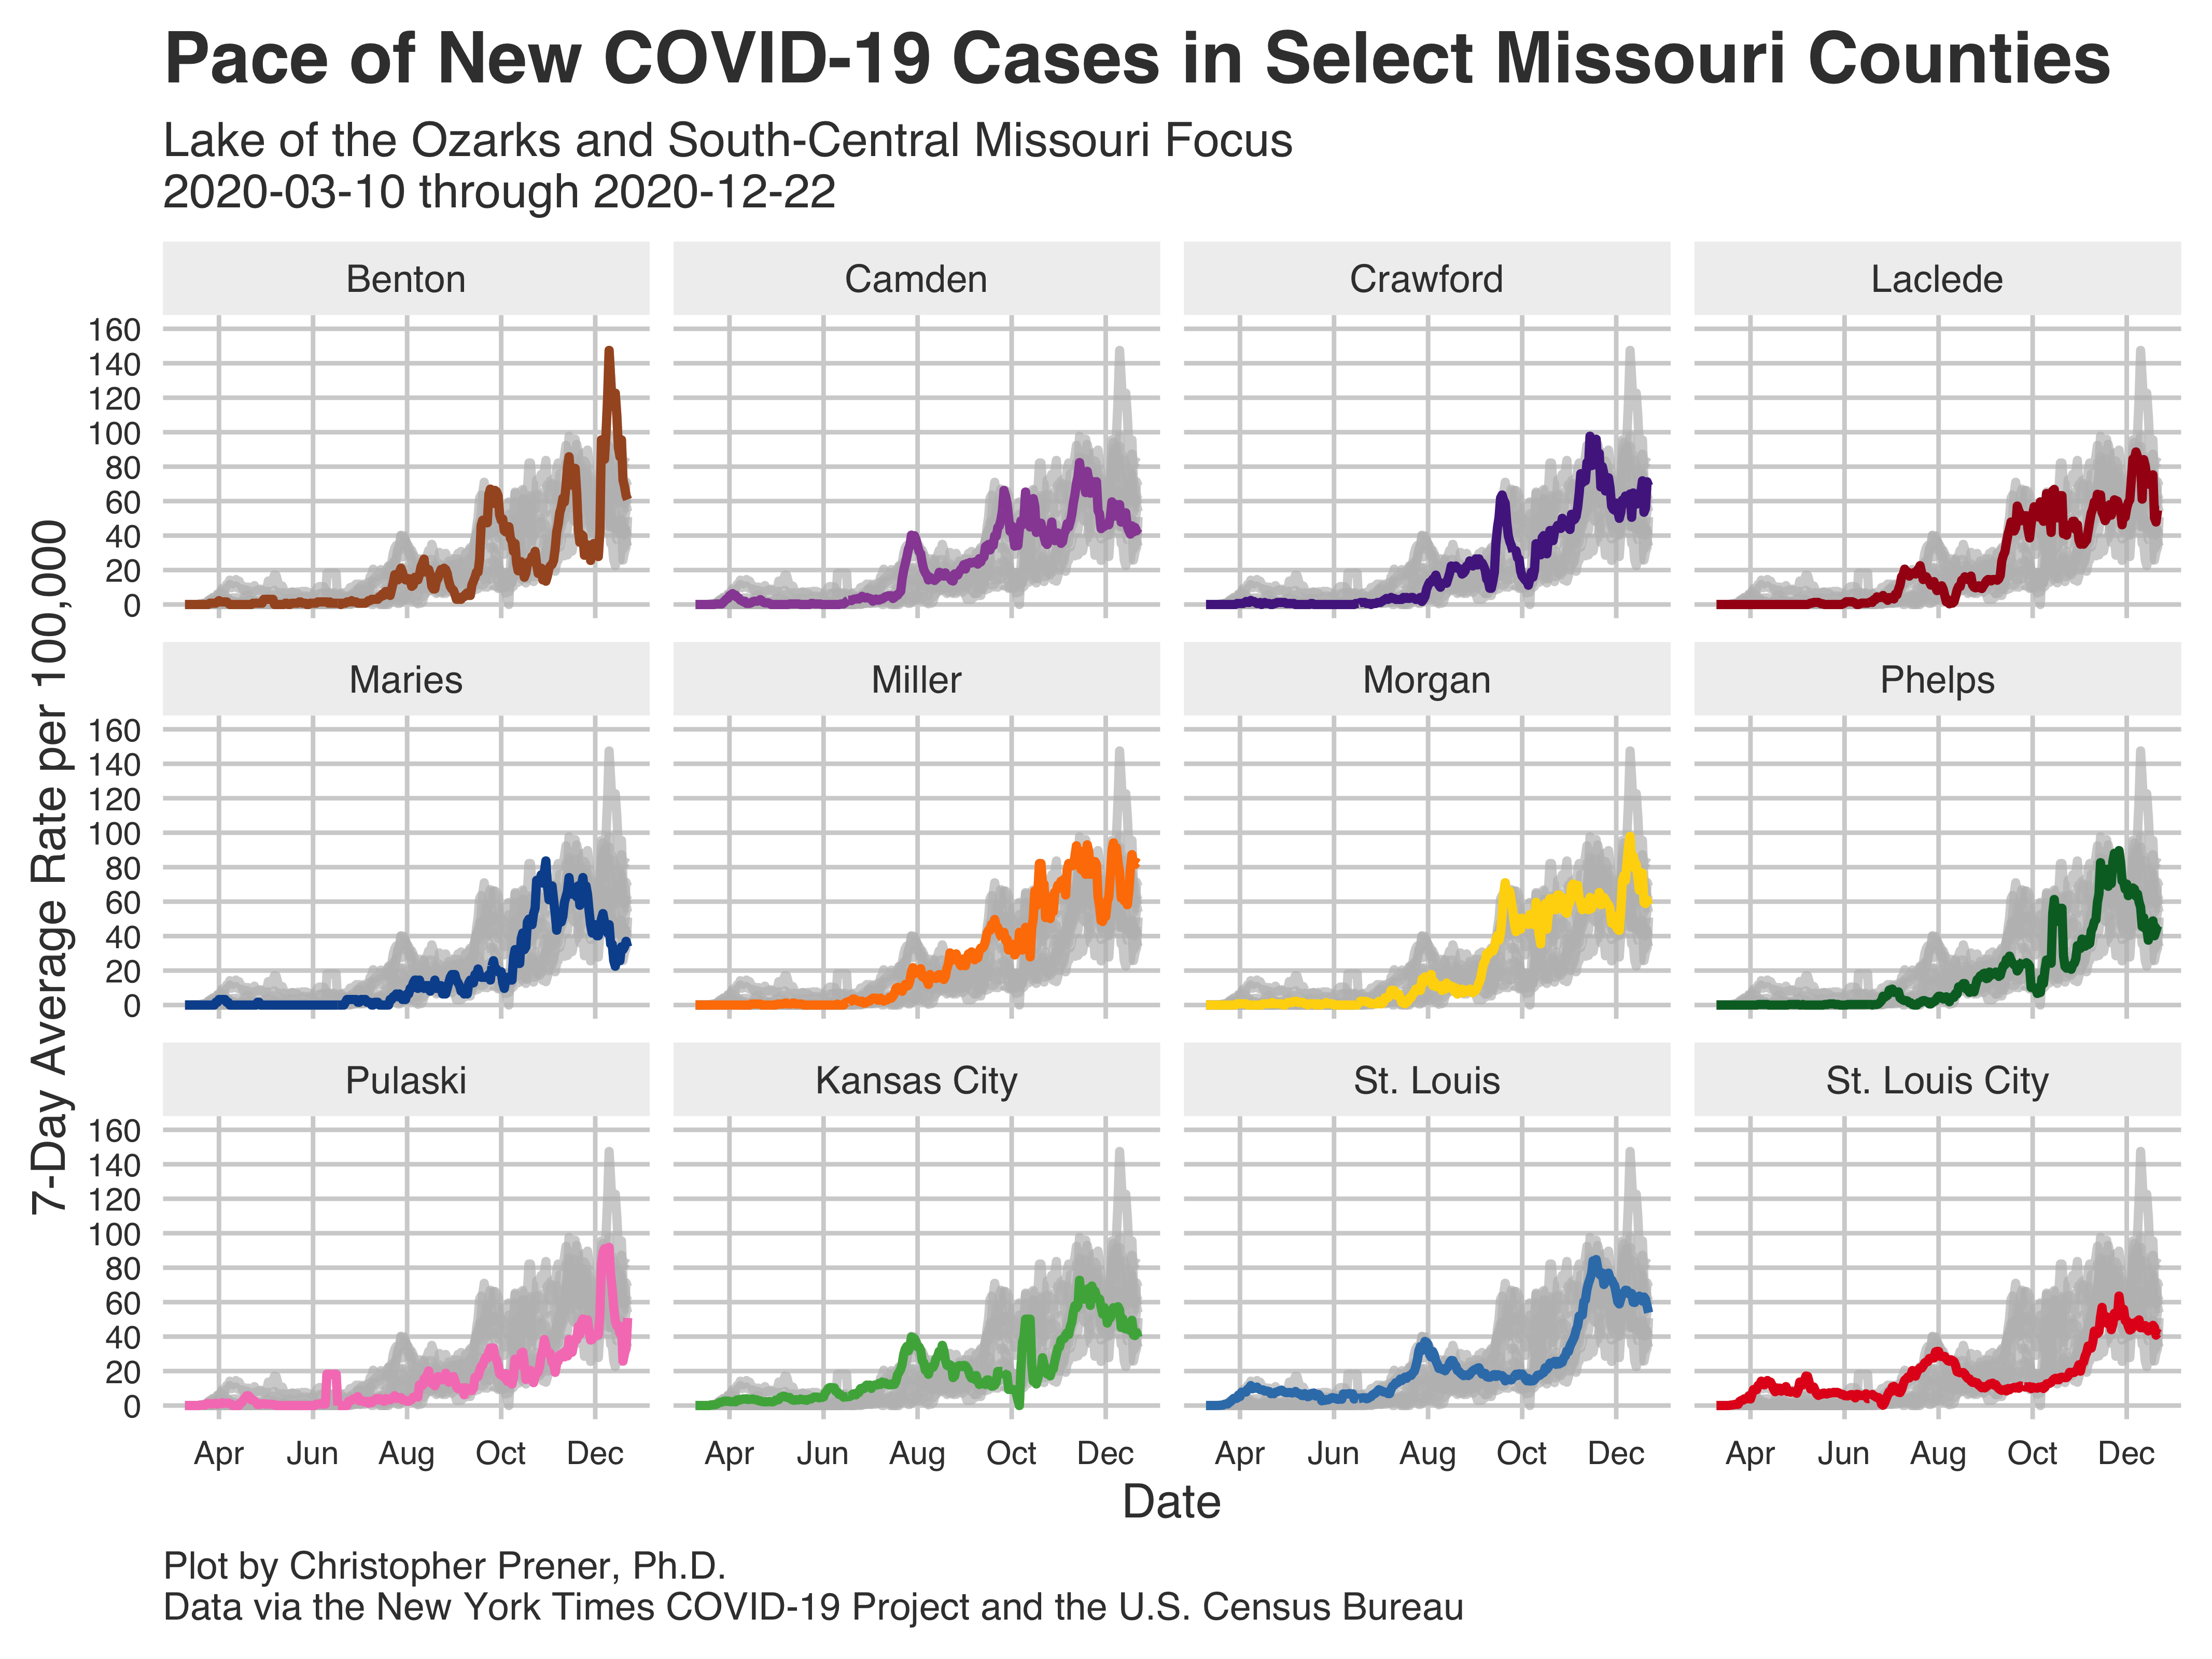 Pace of New COVID-19 Cases in Select Missouri Counties
Lake of the Ozarks and South-Central Missouri Focus
2020-03-10 through 2020-12-22
Benton
Camden
Crawford
Laclede
160
140
120
100
80
60
40
20
0
Maries
Miller
Morgan
Phelps
160
140
120
100
80
60
40
20
0
Pulaski
Kansas City
St. Louis
St. Louis City
160
140
120
100
80
60
40
20
0
7-Day Average Rate per 100,000
Apr Jun Aug Oct Dec
Apr Jun Aug Oct Dec
Apr Jun Aug Oct Dec
Apr Jun Aug Oct Dec
Date
Plot by Christopher Prener, Ph.D.
Data via the New York Times COVID-19 Project and the U.S. Census Bureau